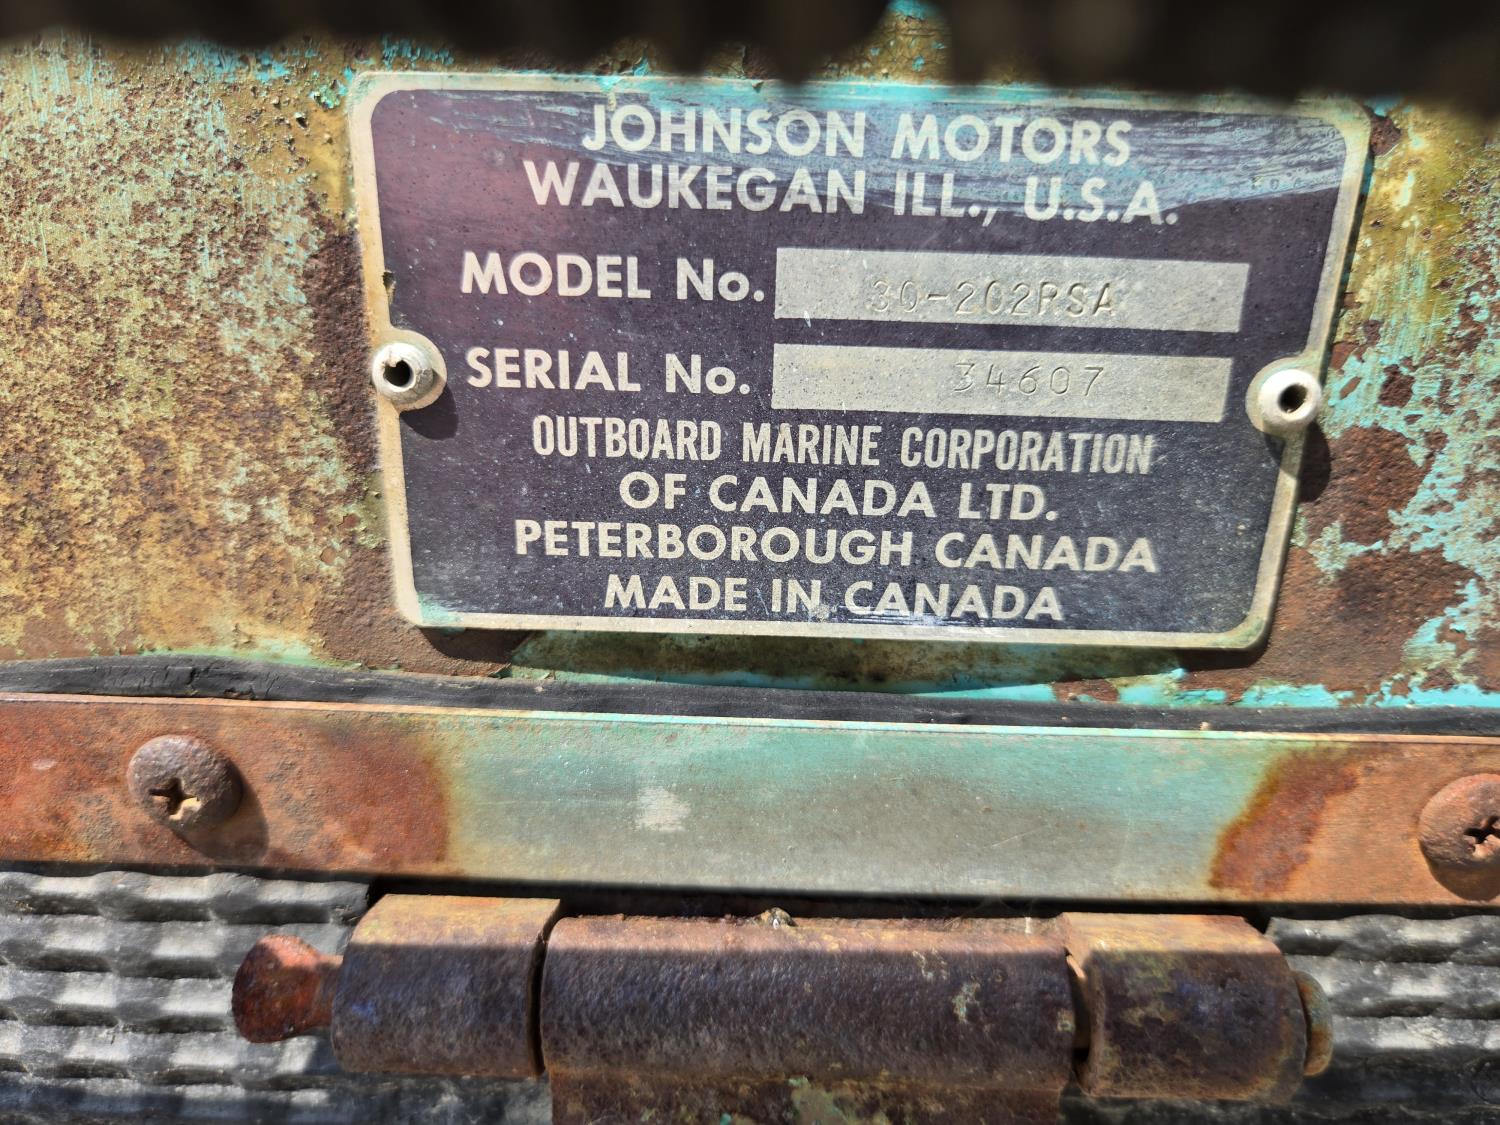 JOHNSON MOTORS
WAUKEGAN ILL., U.S.A.
MODEL No. 30-202RSA
SERIAL No. 34607
OUTBOARD MARINE CORPORATION
OF CANADA LTD.
PETERBOROUGH CANADA
MADE IN CANADA